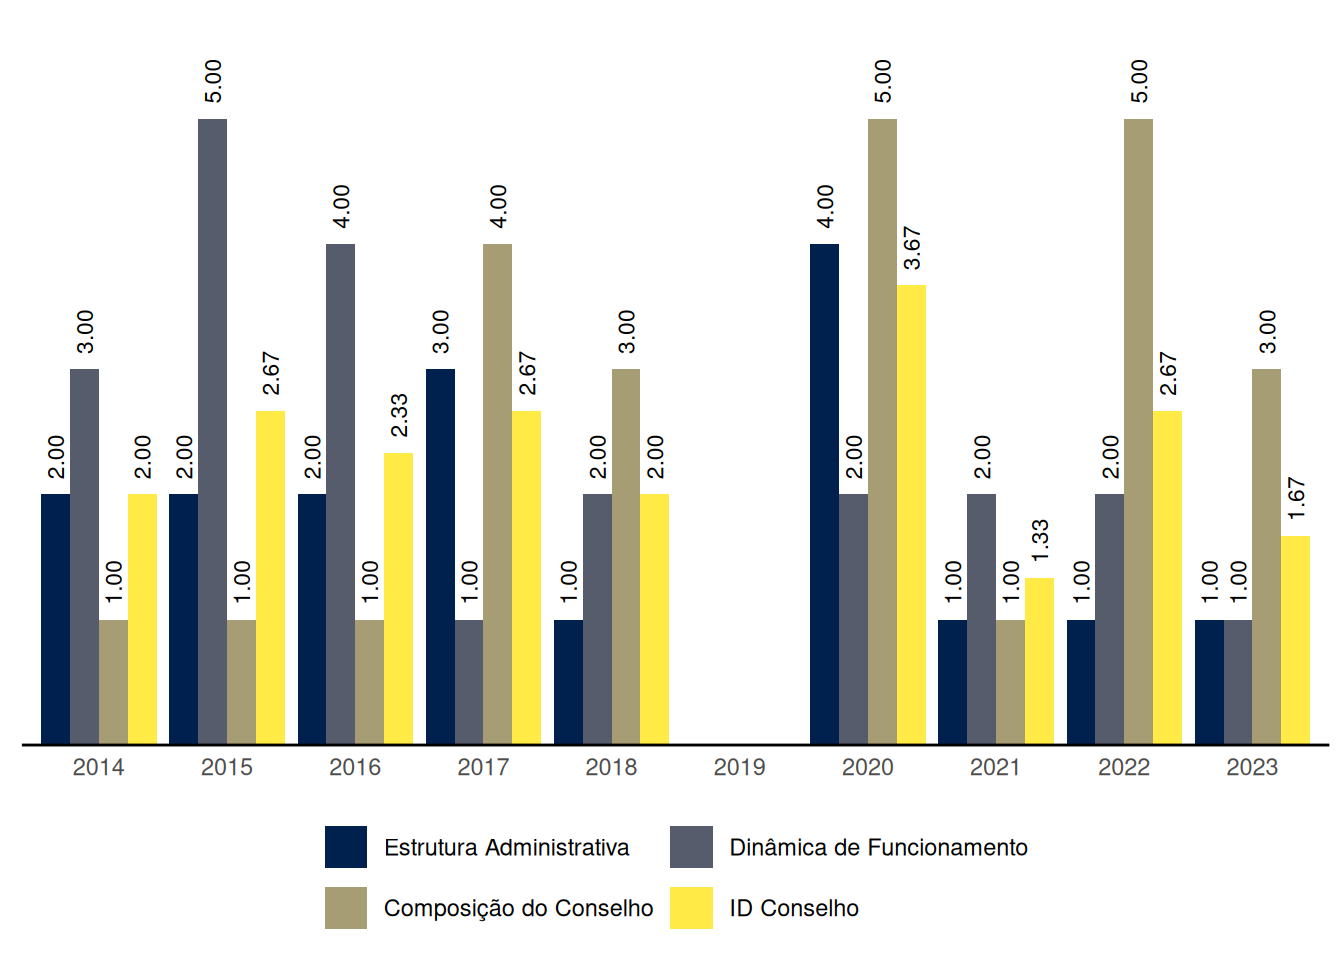 2.00 3.00 1.00 2.00
2.00 5.00 1.00 2.67
2.00 4.00 1.00 2.33
3.00 1.00 4.00 2.67
1.00 2.00 3.00 2.00
4.00 2.00 5.00 3.67
1.00 2.00 1.00 1.33
1.00 2.00 5.00 2.67
1.00 1.00 3.00 1.67
2014 2015 2016 2017 2018 2019 2020 2021 2022 2023
Estrutura Administrativa Dinâmica de Funcionamento
Composição do Conselho ID Conselho